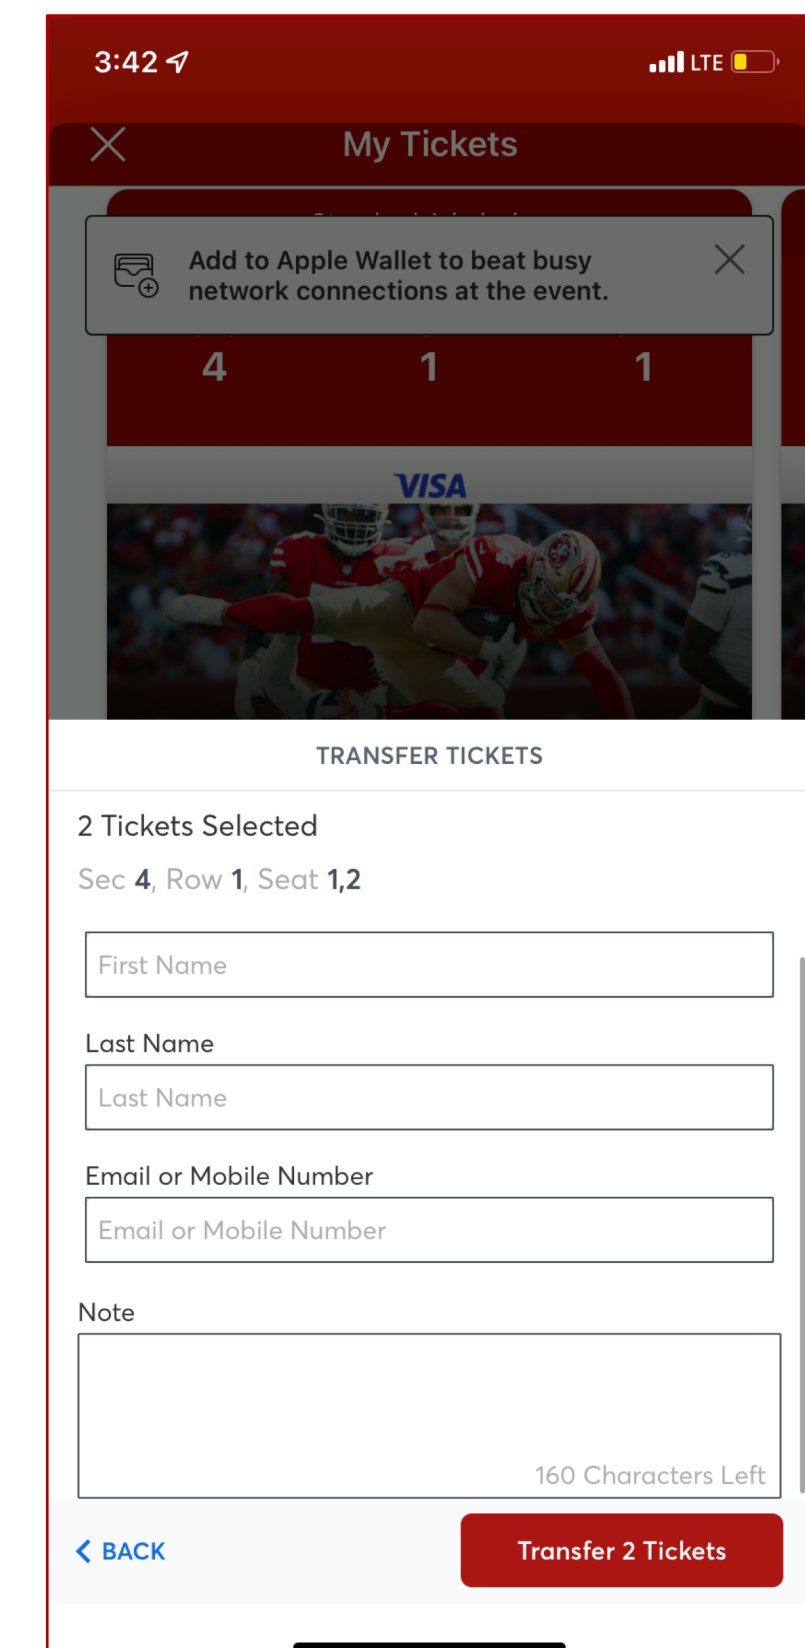 3:42
LTE
My Tickets
Add to Apple Wallet to beat busy
network connections at the event.
4 1 1
VISA
TRANSFER TICKETS
2 Tickets Selected
Sec 4, Row 1, Seat 1,2
First Name
Last Name
Last Name
Email or Mobile Number
Email or Mobile Number
Note
160 Characters Left
BACK
Transfer 2 Tickets